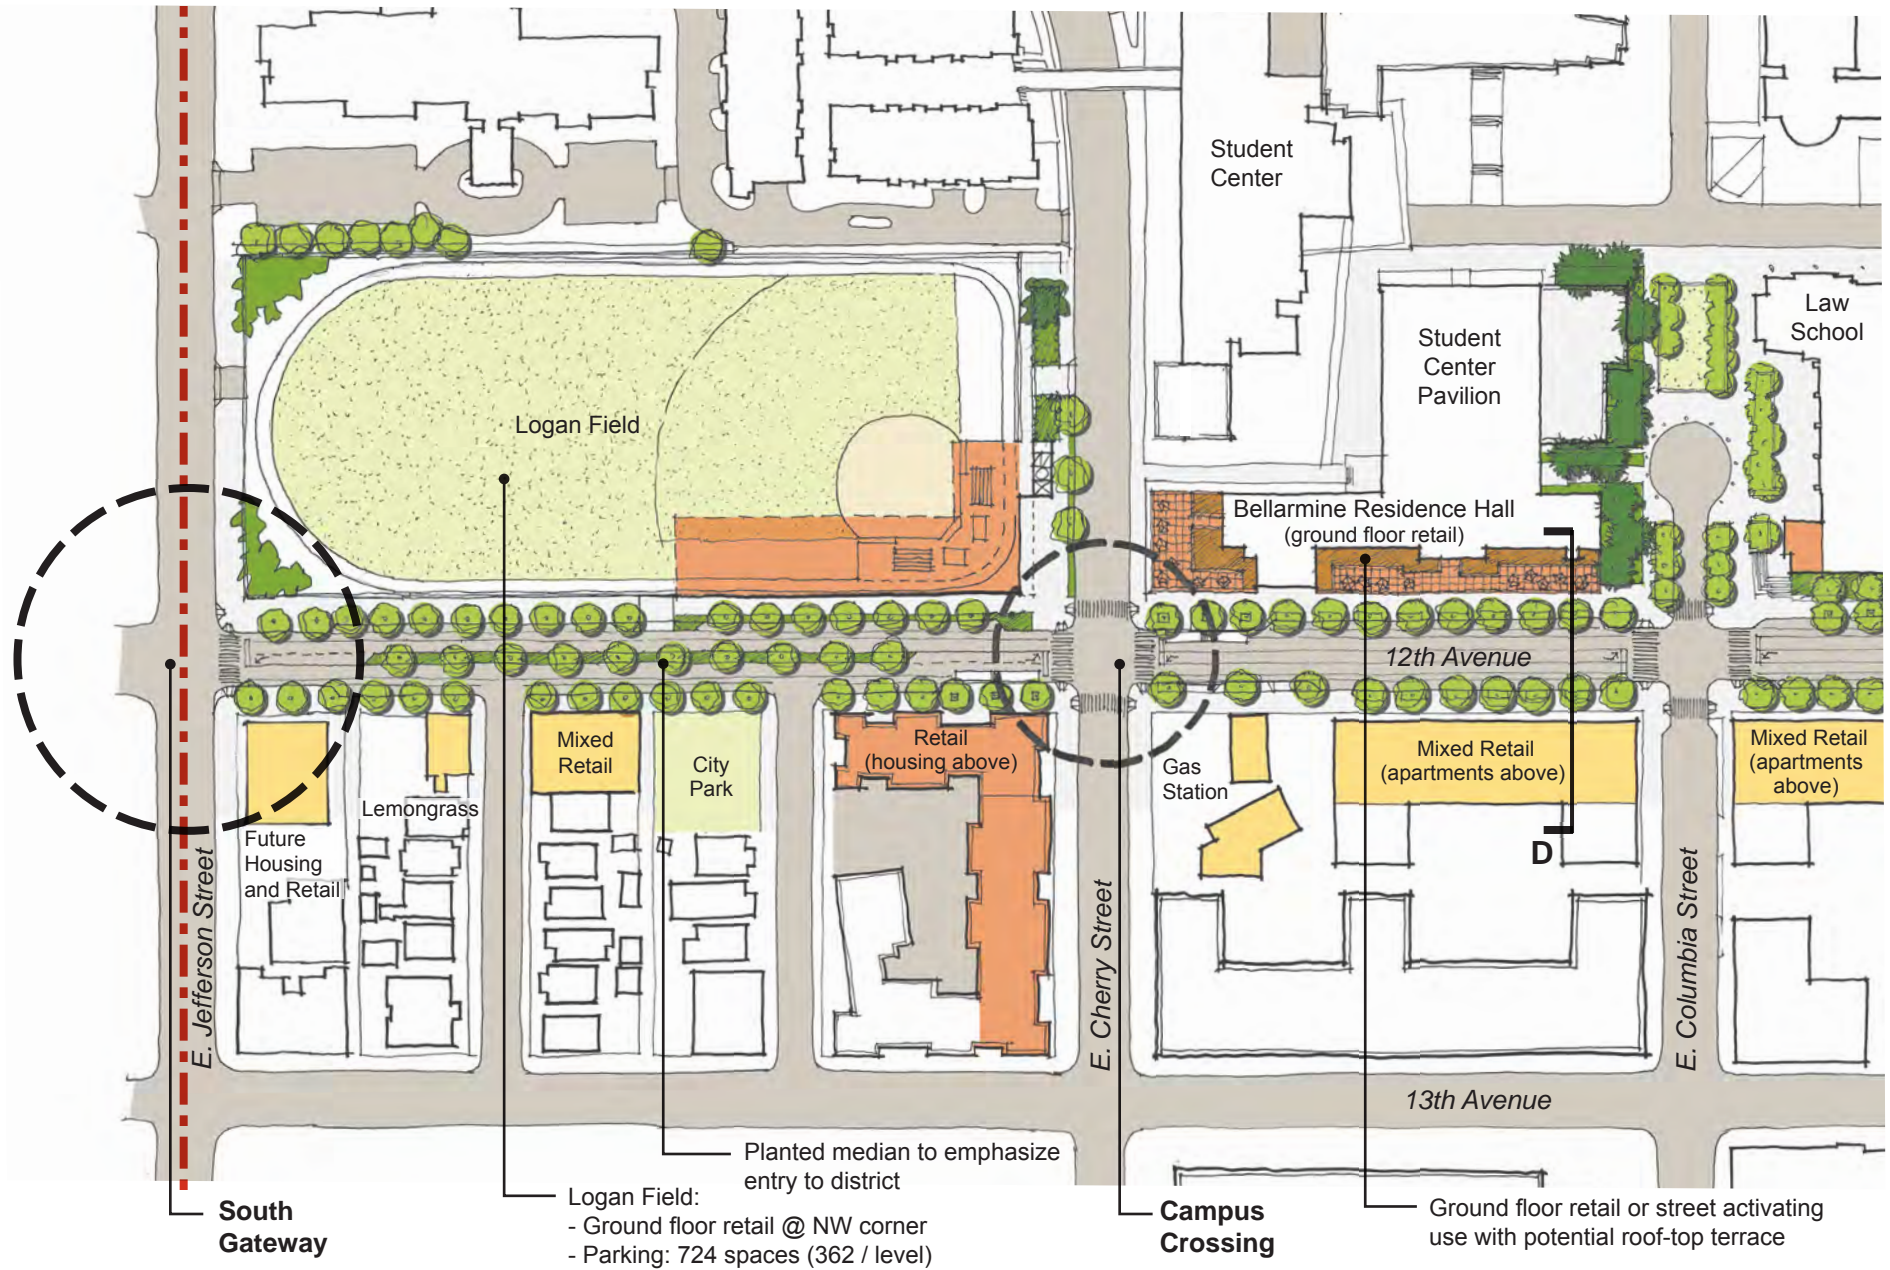 Student
Center
Law
School
Student
Center
Pavilion
Logan Field
Bellarmine Residence Hall
(ground floor retail)
12th Avenue
Mixed
Retail
City
Park
Retail
(housing above)
Gas
Station
Mixed Retail
(apartments above)
Mixed Retail
(apartments
above)
Lemongrass
Future
Housing
and Retail
D
E. Jefferson Street
E. Cherry Street
E. Columbia Street
13th Avenue
Planted median to emphasize
entry to district
South
Gateway
Logan Field:
- Ground floor retail @ NW corner
- Parking: 724 spaces (362 / level)
Campus
Crossing
Ground floor retail or street activating
use with potential roof-top terrace